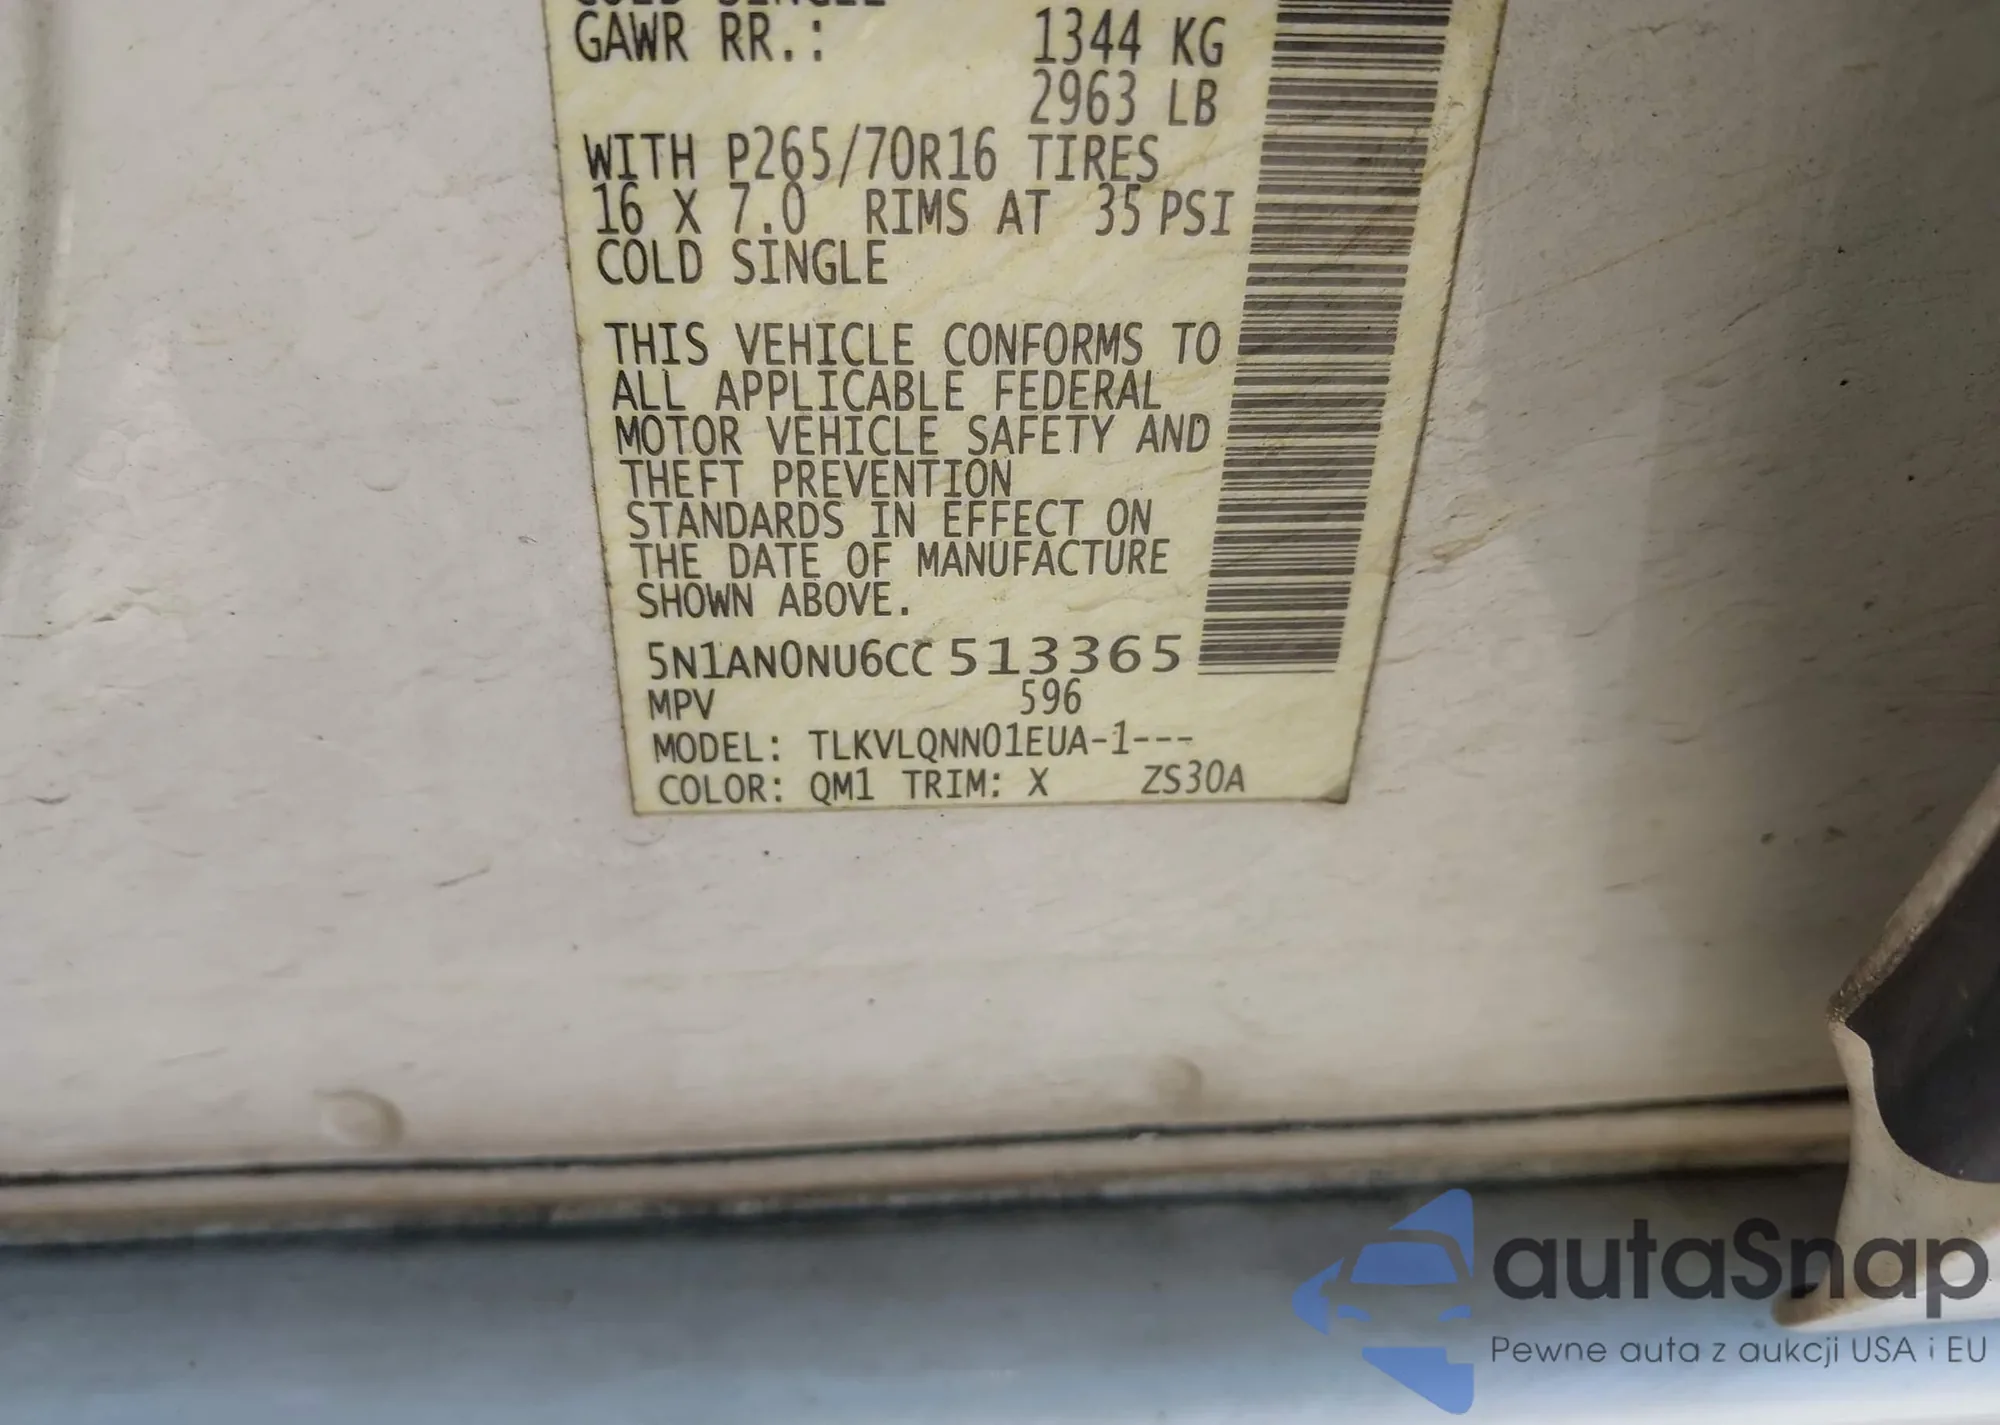 COLD SINGLE
GAWR RR.: 1344 KG
2963 LB
WITH P265/70R16 TIRES
16 X 7.0 RIMS AT 35 PSI
COLD SINGLE
THIS VEHICLE CONFORMS TO
ALL APPLICABLE FEDERAL
MOTOR VEHICLE SAFETY AND
THEFT PREVENTION
STANDARDS IN EFFECT ON
THE DATE OF MANUFACTURE
SHOWN ABOVE.
5N1AN0NU6CC513365
MPV 596
MODEL: TLKVLQNN01EUA-1---
COLOR: QM1 TRIM: X ZS30A
autaSnap
Pewne auta z aukcji USA i EU